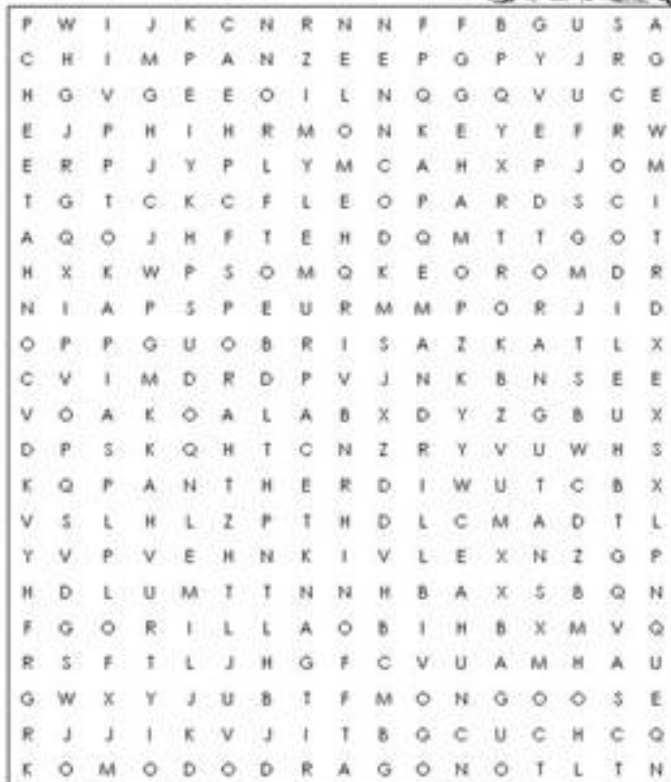 P W I J K C N R N N F F B G U S A
C H I M P A N Z E E P G P Y J R G
H G V G E E O I L N Q G Q V U C E
E J P H I H R M O N K E Y E F R W
E R P J Y P L Y M C A H X P J O M
T G T C K C F L E O P A R D S C I
A Q O J H F T E H D Q M T T G O T
H X K W P S O M Q K E O R O M D R
N I A P S P E U R M M P O R J I D
O P P G U O B R I S A Z K A T L X
C V I M D R D P V J N K B N S E E
V O A K O A L A B X D Y Z G B U X
D P S K Q H T C N Z R Y V U W H S
K Q P A N T H E R D I W U T C B X
V S L H L Z P T H D L C M A D T L
Y V P V E H N K I V L E X N Z G P
H D L U M T T N N H B A X S B Q N
F G O R I L L A O B I H B X M V Q
R S F T L J H G F C V U A M H A U
G W X Y J U B T F M O N G O O S E
R J J I K V J I T B G C U C H C Q
K O M O D O D R A G O N O T L T N